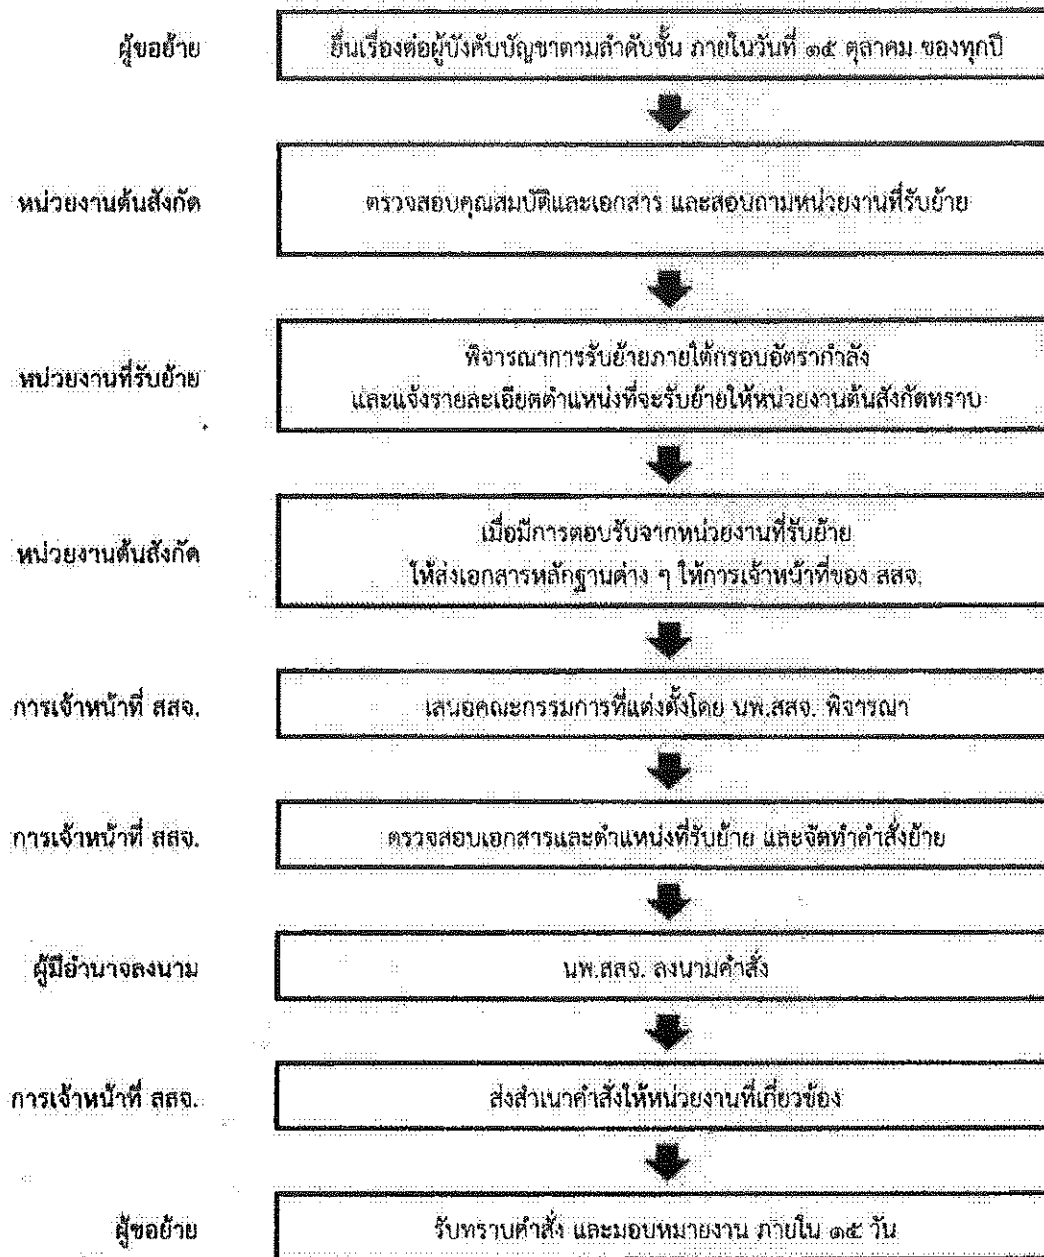 ผู้ขอย้าย
ยื่นเรื่องต่อผู้บังคับบัญชาตามลำดับชั้น ภายในวันที่ ๑๕ ตุลาคม ของทุกปี
หน่วยงานต้นสังกัด
ตรวจสอบคุณสมบัติและเอกสาร และสอบถามหน่วยงานที่รับย้าย
หน่วยงานที่รับย้าย
พิจารณาการรับย้ายภายใต้กรอบอัตรากำลัง
และแจ้งรายละเอียดตำแหน่งที่จะรับย้ายให้หน่วยงานต้นสังกัดทราบ
หน่วยงานต้นสังกัด
เมื่อมีการตอบรับจากหน่วยงานที่รับย้าย
ให้ส่งเอกสารหลักฐานต่าง ๆ ให้การเจ้าหน้าที่ของ สสจ.
การเจ้าหน้าที่ สสจ.
เสนอคณะกรรมการที่แต่งตั้งโดย นพ.สสจ. พิจารณา
การเจ้าหน้าที่ สสจ.
ตรวจสอบเอกสารและตำแหน่งที่รับย้าย และจัดทำคำสั่งย้าย
ผู้มีอำนาจลงนาม
นพ.สสจ. ลงนามคำสั่ง
การเจ้าหน้าที่ สสจ.
ส่งสำเนาคำสั่งให้หน่วยงานที่เกี่ยวข้อง
ผู้ขอย้าย
รับทราบคำสั่ง และมอบหมายงาน ภายใน ๑๕ วัน